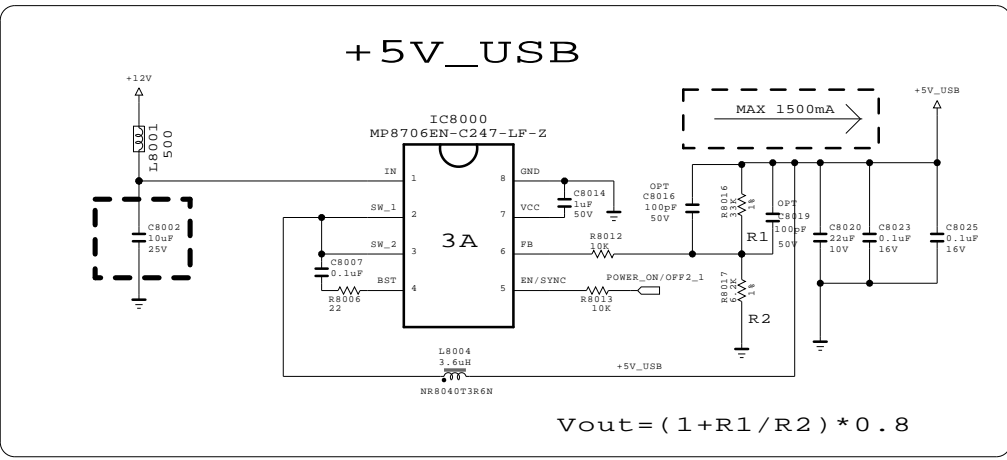 +5V_USB
+12V
L8001
500
C8002
10uF
25V
IC8000
MP8706EN-C247-LF-Z
IN
1
SW_1
2
SW_2
3
BST
4
3A
8
GND
7
VCC
6
FB
5
EN/SYNC
C8007
0.1uF
R8006
22
C8014
1uF
50V
R8012
10K
R8013
10K
POWER_ON/OFF2_1
L8004
3.6uH
NR8040T3R6N
+5V_USB
MAX 1500mA
OPT
C8016
100pF
50V
R8016
33K
1%
R1
OPT
C8019
100pF
50V
R8017
6.2K
1%
R2
C8020
22uF
10V
C8023
0.1uF
16V
C8025
0.1uF
16V
+5V_USB
Vout=(1+R1/R2)*0.8